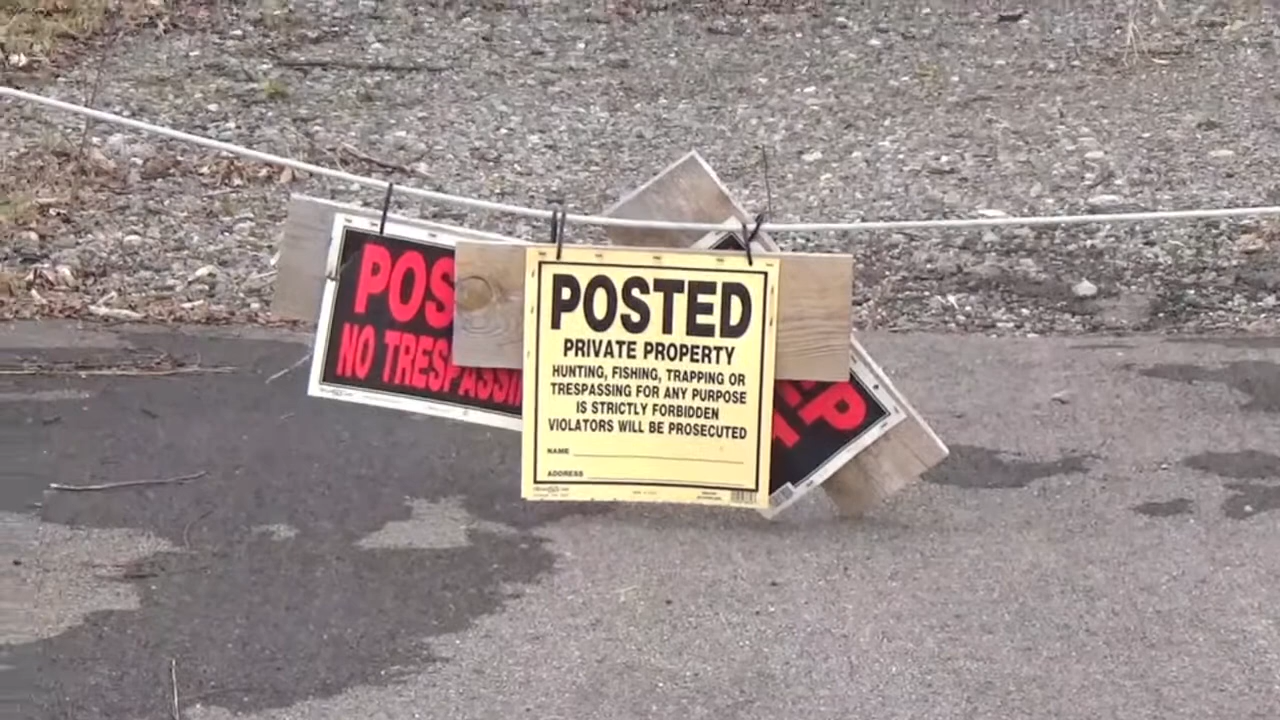 POS
NO TRESPASSIN
POSTED
PRIVATE PROPERTY
HUNTING, FISHING, TRAPPING OR
TRESPASSING FOR ANY PURPOSE
IS STRICTLY FORBIDDEN
VIOLATORS WILL BE PROSECUTED
NAME
ADDRESS
EP